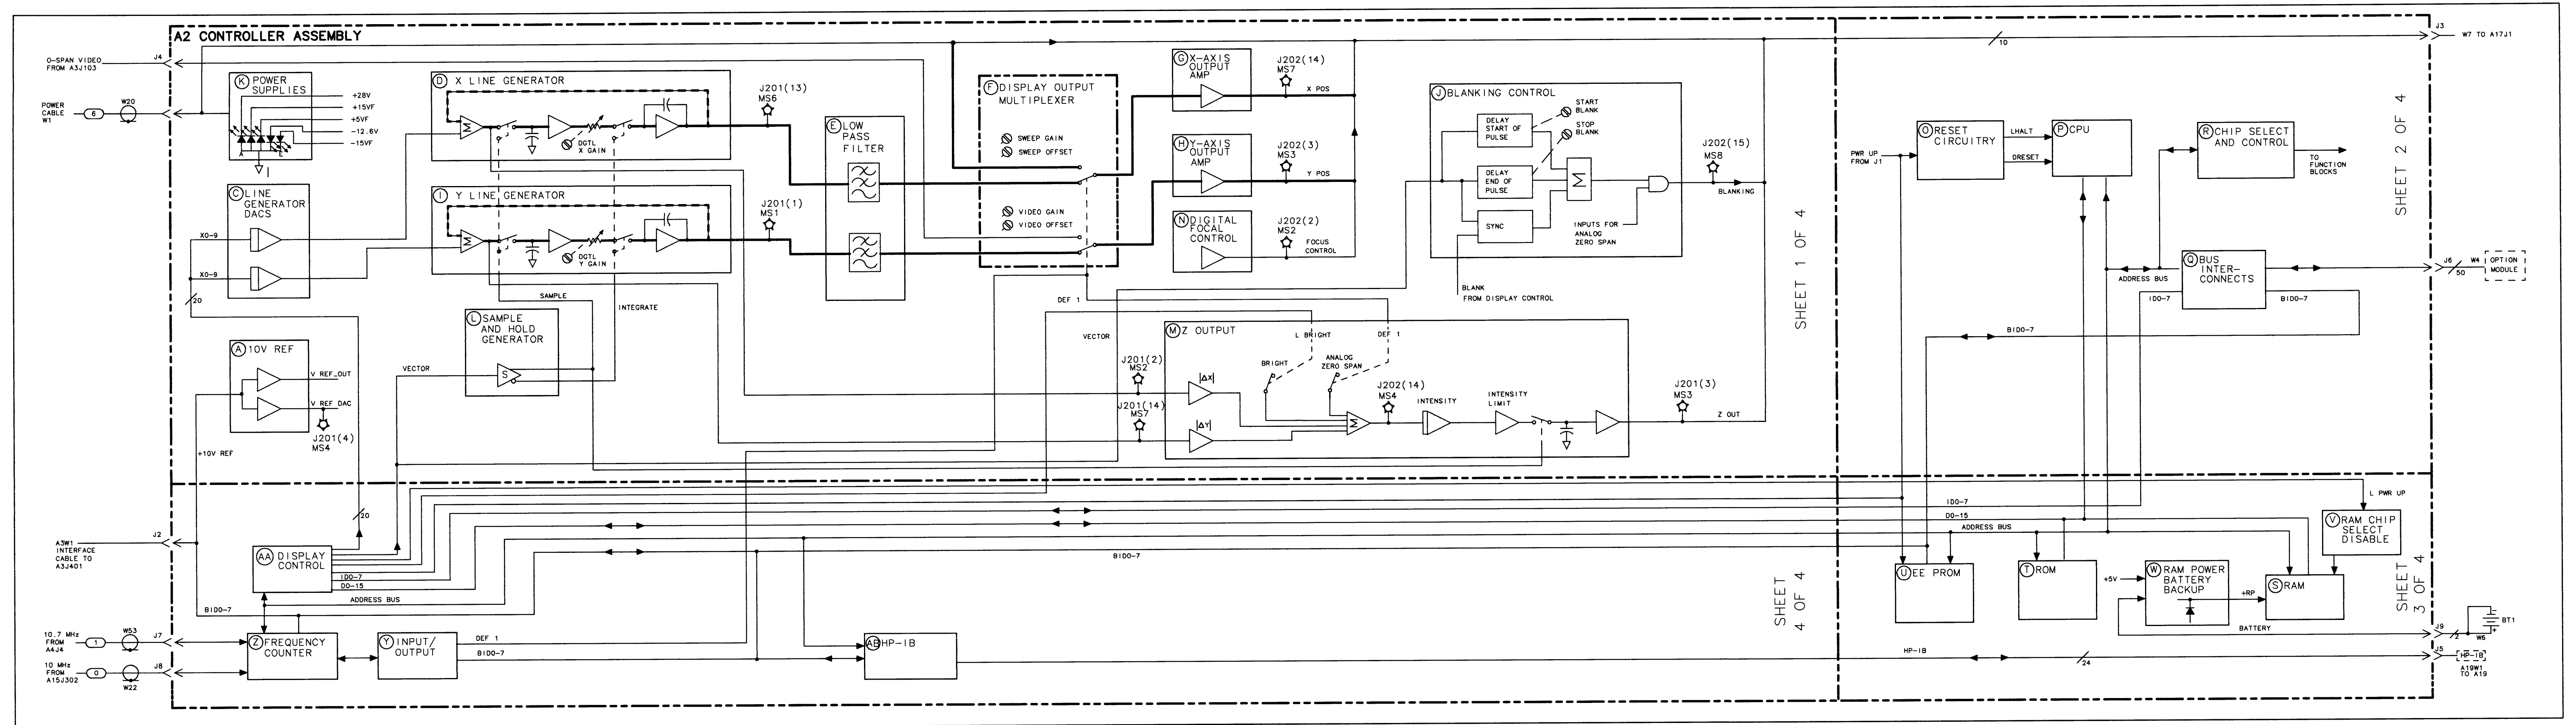 A2 CONTROLLER ASSEMBLY
J4
0-SPAN VIDEO
FROM A3J103
POWER
CABLE
W1
6
W20
K POWER
SUPPLIES
+28V
+15VF
+5VF
-12.6V
-15VF
A
L
C LINE
GENERATOR
DACS
X0-9
X0-9
20
A 10V REF
V REF_OUT
V REF DAC
J201(4)
MS4
+10V REF
D X LINE GENERATOR
Σ
DGTL
X GAIN
J201(13)
MS6
I Y LINE GENERATOR
Σ
DGTL
Y GAIN
J201(1)
MS1
SAMPLE
INTEGRATE
L SAMPLE
AND HOLD
GENERATOR
S
VECTOR
E LOW
PASS
FILTER
F DISPLAY OUTPUT
MULTIPLEXER
SWEEP GAIN
SWEEP OFFSET
VIDEO GAIN
VIDEO OFFSET
DEF 1
VECTOR
G X-AXIS
OUTPUT
AMP
J202(14)
MS7
X POS
H Y-AXIS
OUTPUT
AMP
J202(3)
MS3
Y POS
N DIGITAL
FOCAL
CONTROL
J202(2)
MS2
FOCUS
CONTROL
J BLANKING CONTROL
DELAY
START OF
PULSE
START
BLANK
STOP
BLANK
DELAY
END OF
PULSE
SYNC
Σ
INPUTS FOR
ANALOG
ZERO SPAN
BLANK
FROM DISPLAY CONTROL
J202(15)
MS8
BLANKING
M Z OUTPUT
L BRIGHT
DEF 1
BRIGHT
ANALOG
ZERO SPAN
J201(2)
MS2
J201(14)
MS7
|ΔX|
|ΔY|
Σ
J202(14)
MS4
INTENSITY
INTENSITY
LIMIT
J201(3)
MS3
Z OUT
SHEET 1 OF 4
10
J3
W7 TO A17J1
PWR UP
FROM J1
O RESET
CIRCUITRY
LHALT
DRESET
P CPU
R CHIP SELECT
AND CONTROL
TO
FUNCTION
BLOCKS
SHEET 2 OF 4
ADDRESS BUS
Q BUS
INTER-
CONNECTS
ID0-7
BID0-7
BID0-7
J6
50
W4
OPTION
MODULE
J2
A3W1
INTERFACE
CABLE TO
A3J401
20
AA DISPLAY
CONTROL
ID0-7
D0-15
ADDRESS BUS
BID0-7
10.7 MHz
FROM
A4J4
1
W53
J7
10 MHz
FROM
A15J302
0
W22
J8
Z FREQUENCY
COUNTER
Y INPUT/
OUTPUT
DEF 1
BID0-7
AB HP-IB
BID0-7
SHEET
4 OF 4
ID0-7
D0-15
ADDRESS BUS
L PWR UP
V RAM CHIP
SELECT
DISABLE
U EE PROM
T ROM
+5V
W RAM POWER
BATTERY
BACKUP
+RP
S RAM
SHEET
3 OF 4
BATTERY
J9
2
W6
BT1
+
HP-IB
24
J5
HP-IB
A19W1
TO A19